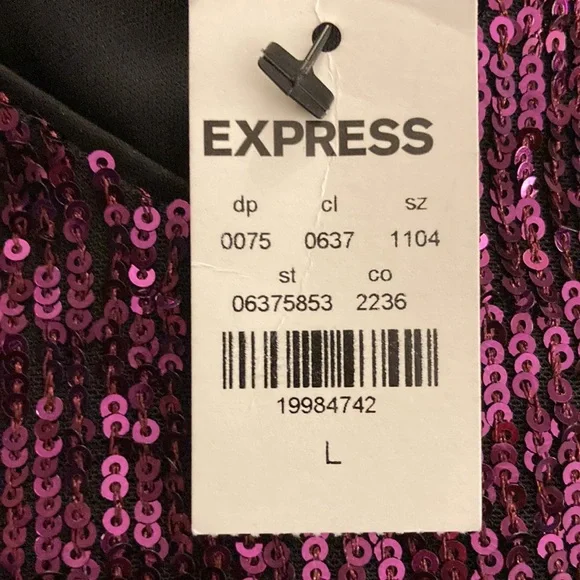 EXPRESS
dp cl sz
0075 0637 1104
st co
06375853 2236
19984742
L